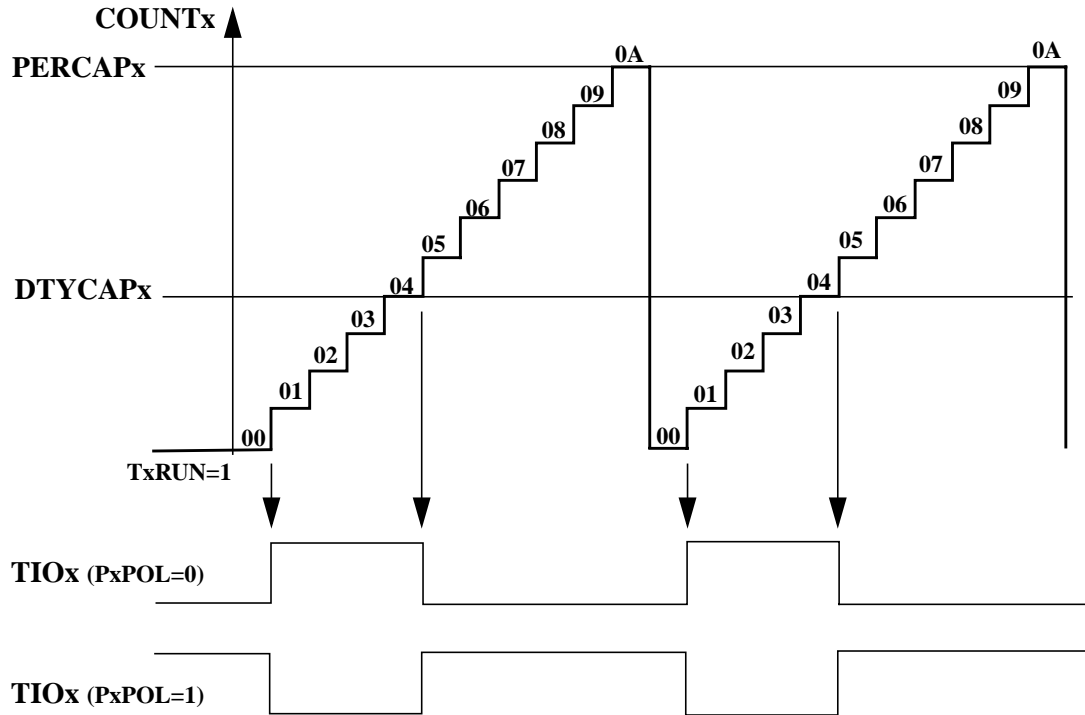 COUNTx
PERCAPx
0A
0A
09
09
08
08
07
07
06
06
05
05
DTYCAPx
04
04
03
03
02
02
01
01
00
00
TxRUN=1
TIOx (PxPOL=0)
TIOx (PxPOL=1)